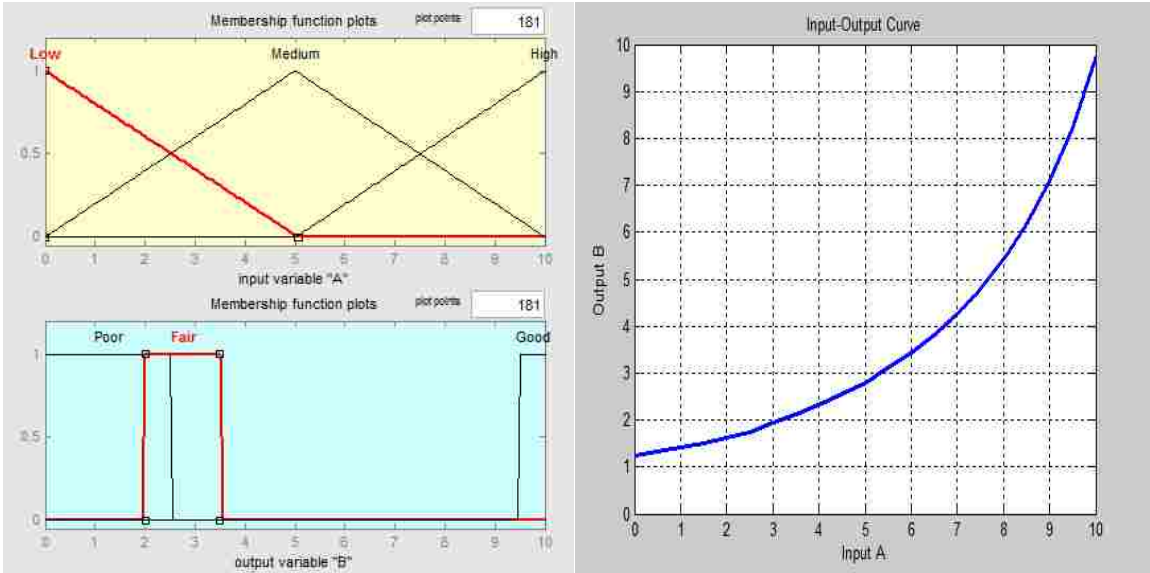 Membership function plots plot points 181
Low Medium High
1
0.5
0
0 1 2 3 4 5 6 7 8 9 10
input variable "A"
Membership function plots plot points 181
Poor Fair Good
1
0.5
0
0 1 2 3 4 5 6 7 8 9 10
output variable "B"
Input-Output Curve
10
9
8
7
6
5
4
3
2
1
0
Output B
0 1 2 3 4 5 6 7 8 9 10
Input A